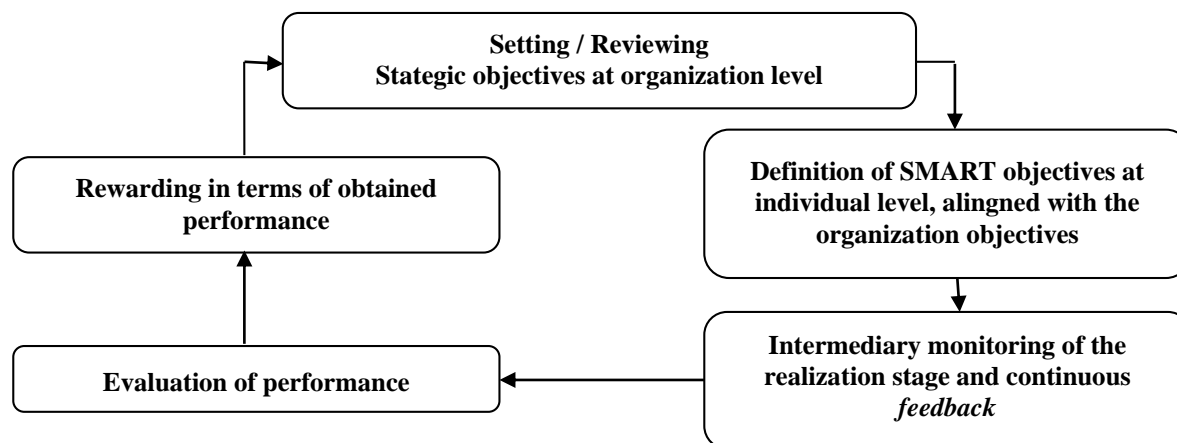 Setting / Reviewing
Stategic objectives at organization level
Definition of SMART objectives at
individual level, alingned with the
organization objectives
Intermediary monitoring of the
realization stage and continuous
feedback
Evaluation of performance
Rewarding in terms of obtained
performance